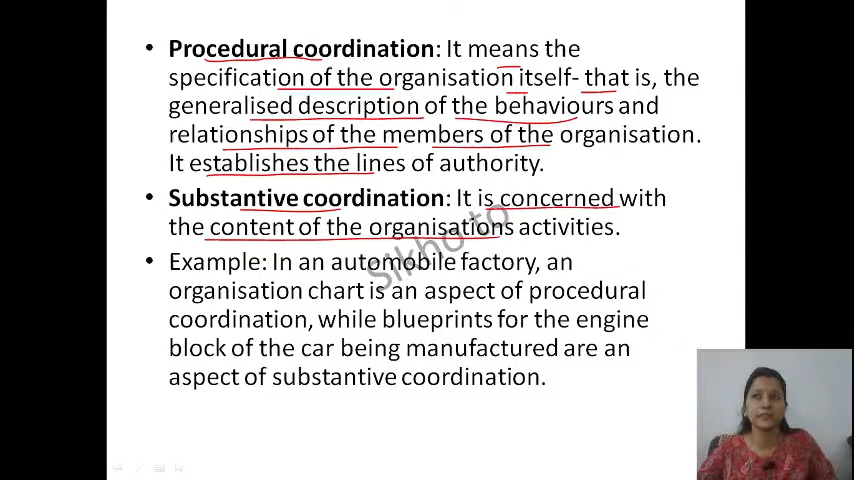 • Procedural coordination: It means the
specification of the organisation itself- that is, the
generalised description of the behaviours and
relationships of the members of the organisation.
It establishes the lines of authority.
• Substantive coordination: It is concerned with
the content of the organisations activities.
• Example: In an automobile factory, an
organisation chart is an aspect of procedural
coordination, while blueprints for the engine
block of the car being manufactured are an
aspect of substantive coordination.
Sikho to